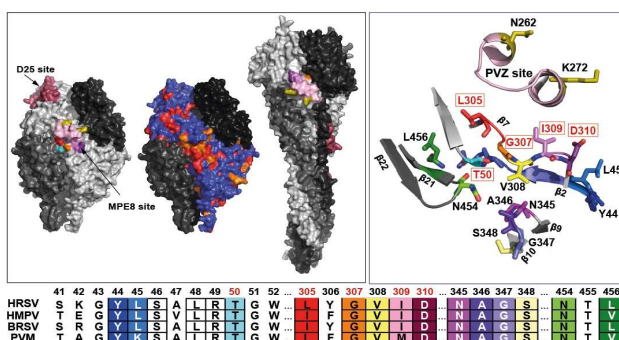 D25 site
MPE8 site
N262
K272
PVZ site
L305
β7
G307
I309
D310
L456
T50
V308
β22
β21
β2
N454
A346
N345
β9
S348
G347
β10
41 42 43 44 45 46 47 48 49 50 51 52 ... 305 306 307 308 309 310 ... 345 346 347 348 ... 454 455 456
HRSV S K G Y L S A L R T G W ... L Y G V I D ... N A G S ... N T L
HMPV T E G Y L S V L R T G W ... I F G V I D ... N A G S ... N T V
BRSV S R G Y L S A L R T G W ... I Y G V I D ... N A G S ... N T V
PVM T A G Y K S A L R T G W ... I F G V M D ... N A G S ... N T V